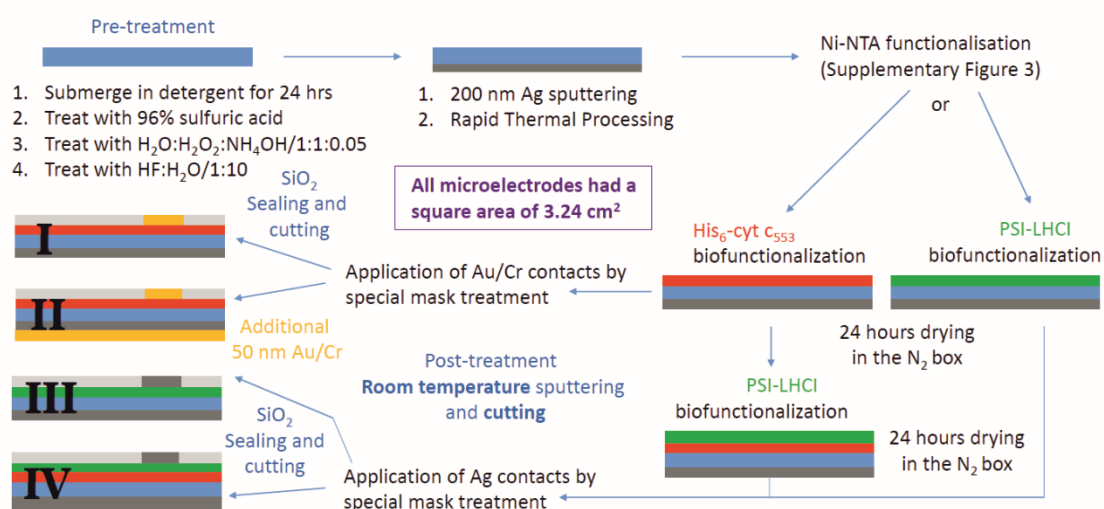 Pre-treatment
1. Submerge in detergent for 24 hrs
2. Treat with 96% sulfuric acid
3. Treat with H₂O:H₂O₂:NH₄OH/1:1:0.05
4. Treat with HF:H₂O/1:10
1. 200 nm Ag sputtering
2. Rapid Thermal Processing
Ni-NTA functionalisation
(Supplementary Figure 3)
or
All microelectrodes had a
square area of 3.24 cm²
His₆-cyt c₅₅₃
biofunctionalization
PSI-LHCI
biofunctionalization
24 hours drying
in the N₂ box
PSI-LHCI
biofunctionalization
24 hours drying
in the N₂ box
Application of Au/Cr contacts by
special mask treatment
SiO₂
Sealing and
cutting
I
II
Additional
50 nm Au/Cr
Post-treatment
Room temperature sputtering
and cutting
Application of Ag contacts by
special mask treatment
SiO₂
Sealing and
cutting
III
IV